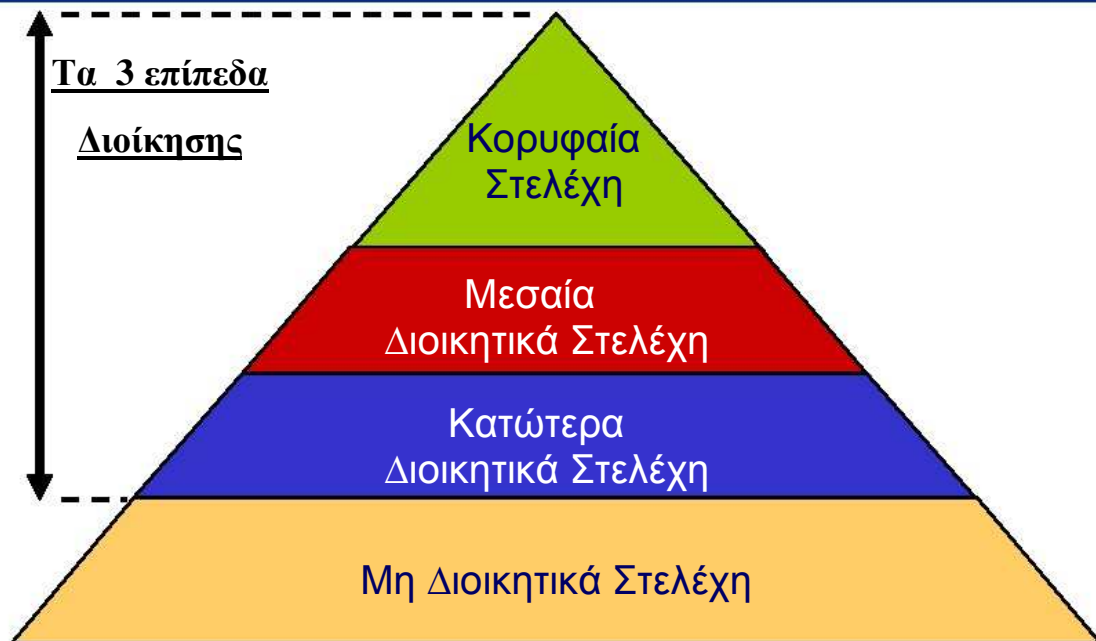 Τα 3 επίπεδα
Διοίκησης
Κορυφαία
Στελέχη
Μεσαία
Διοικητικά Στελέχη
Κατώτερα
Διοικητικά Στελέχη
Μη Διοικητικά Στελέχη